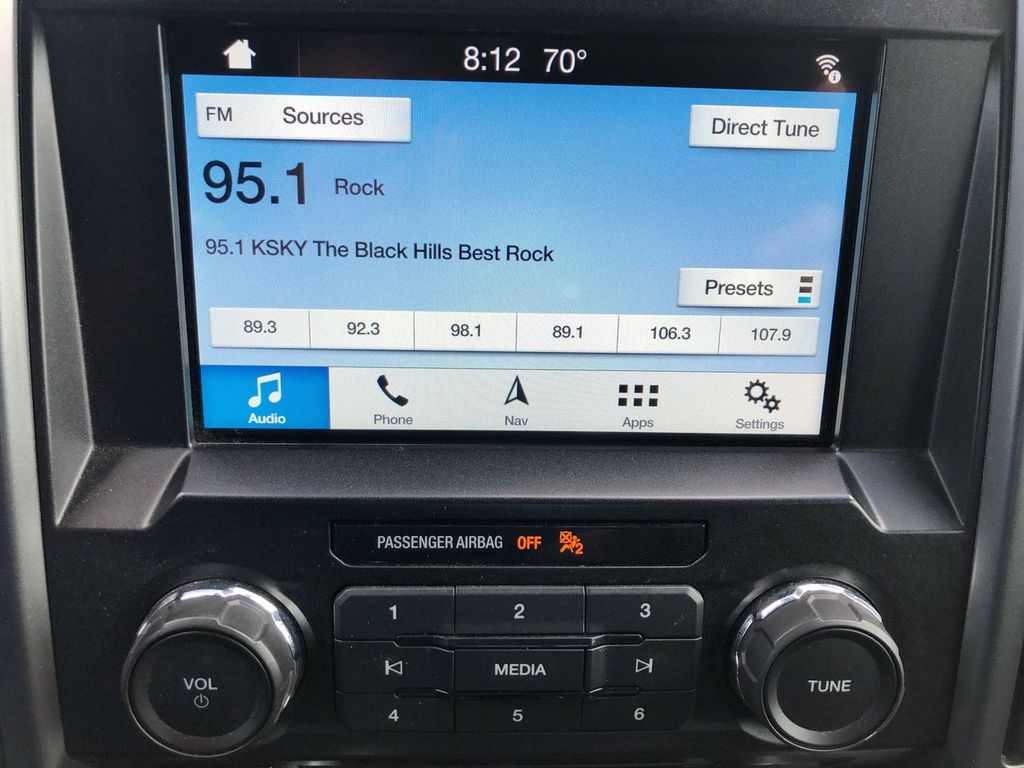 8:12 70°
FM Sources
Direct Tune
95.1 Rock
95.1 KSKY The Black Hills Best Rock
Presets
89.3 92.3 98.1 89.1 106.3 107.9
Audio Phone Nav Apps Settings
PASSENGER AIRBAG OFF 2
1 2 3
VOL MEDIA TUNE
4 5 6